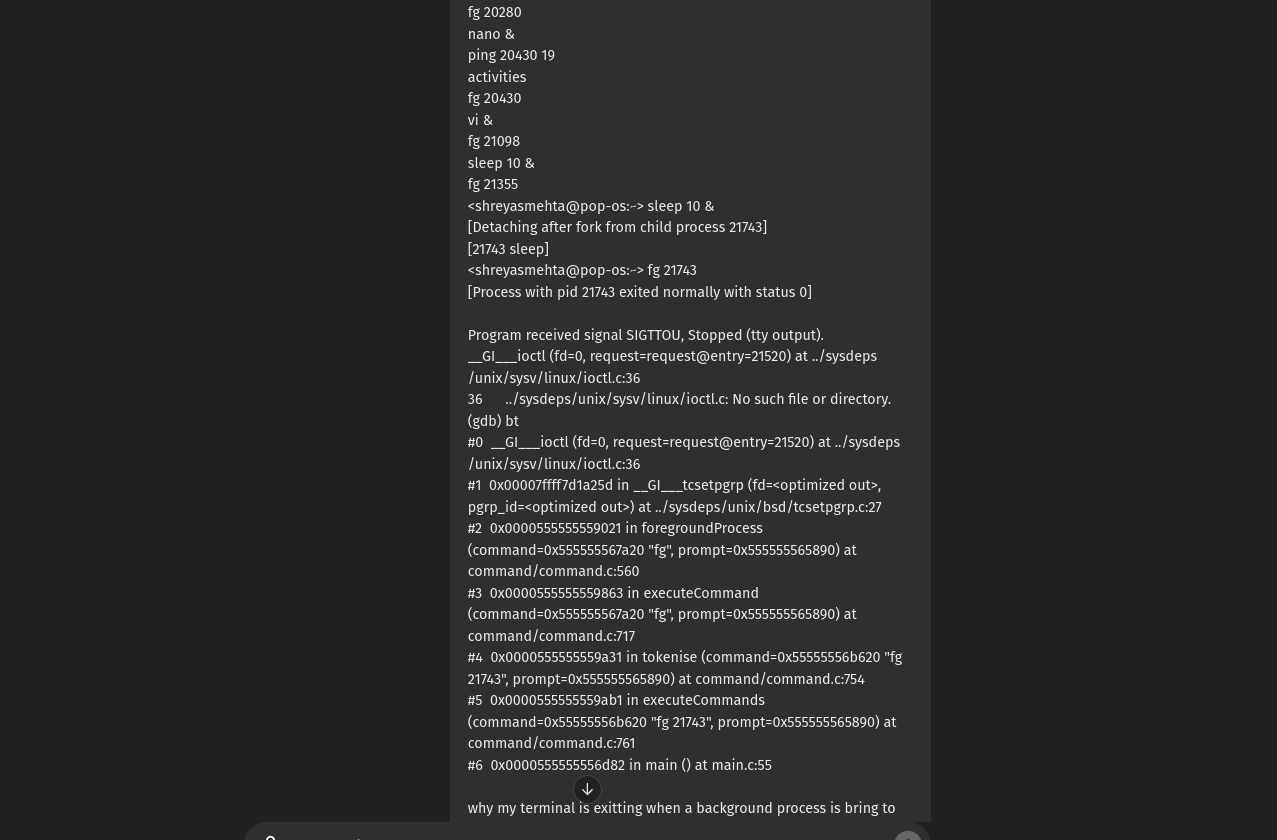 fg 20280
nano &
ping 20430 19
activities
fg 20430
vi &
fg 21098
sleep 10 &
fg 21355
<shreyasmehta@pop-os:~> sleep 10 &
[Detaching after fork from child process 21743]
[21743 sleep]
<shreyasmehta@pop-os:~> fg 21743
[Process with pid 21743 exited normally with status 0]
Program received signal SIGTTOU, Stopped (tty output).
__GI___ioctl (fd=0, request=request@entry=21520) at ../sysdeps
/unix/sysv/linux/ioctl.c:36
36 ../sysdeps/unix/sysv/linux/ioctl.c: No such file or directory.
(gdb) bt
#0 __GI___ioctl (fd=0, request=request@entry=21520) at ../sysdeps
/unix/sysv/linux/ioctl.c:36
#1 0x00007ffff7d1a25d in __GI___tcsetpgrp (fd=<optimized out>,
pgrp_id=<optimized out>) at ../sysdeps/unix/bsd/tcsetpgrp.c:27
#2 0x0000555555559021 in foregroundProcess
(command=0x555555567a20 "fg", prompt=0x555555565890) at
command/command.c:560
#3 0x0000555555559863 in executeCommand
(command=0x555555567a20 "fg", prompt=0x555555565890) at
command/command.c:717
#4 0x0000555555559a31 in tokenise (command=0x55555556b620 "fg
21743", prompt=0x555555565890) at command/command.c:754
#5 0x0000555555559ab1 in executeCommands
(command=0x55555556b620 "fg 21743", prompt=0x555555565890) at
command/command.c:761
#6 0x0000555555556d82 in main () at main.c:55
why my terminal is exitting when a background process is bring to